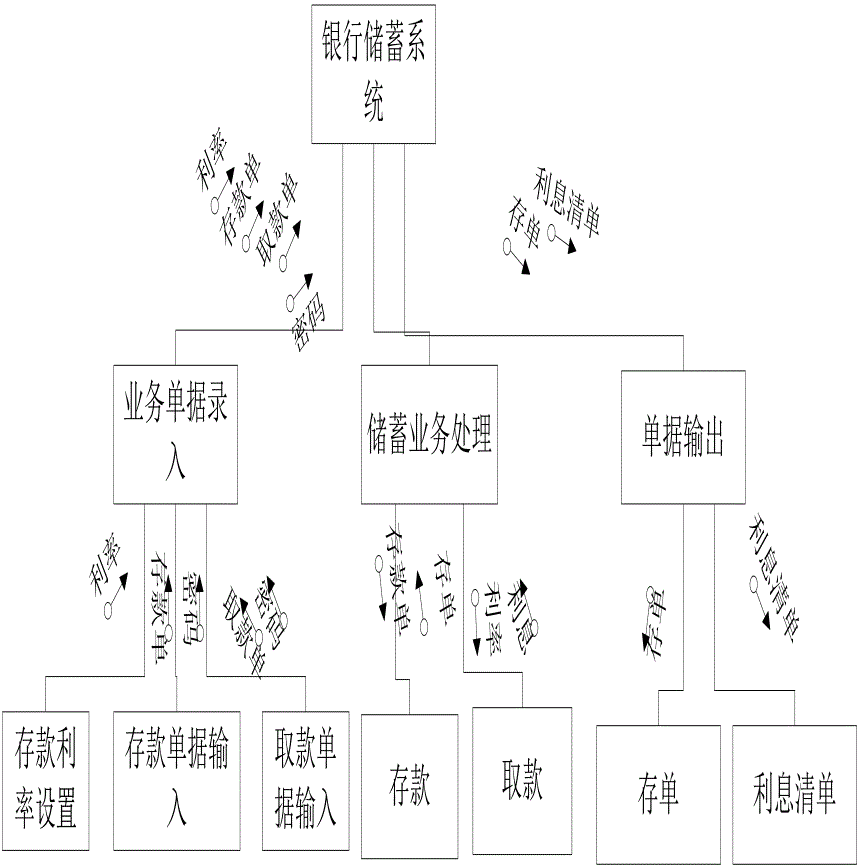 银行储蓄系
统
利率
存款单
取款单
密码
利息清单
存单
业务单据录
入
储蓄业务处理
单据输出
利率
存款单
密码
取款单
密码
存款单
存单
利率
利息
存单
利息清单
存款利
率设置
存款单据输
入
取款单
据输入
存款
取款
存单
利息清单